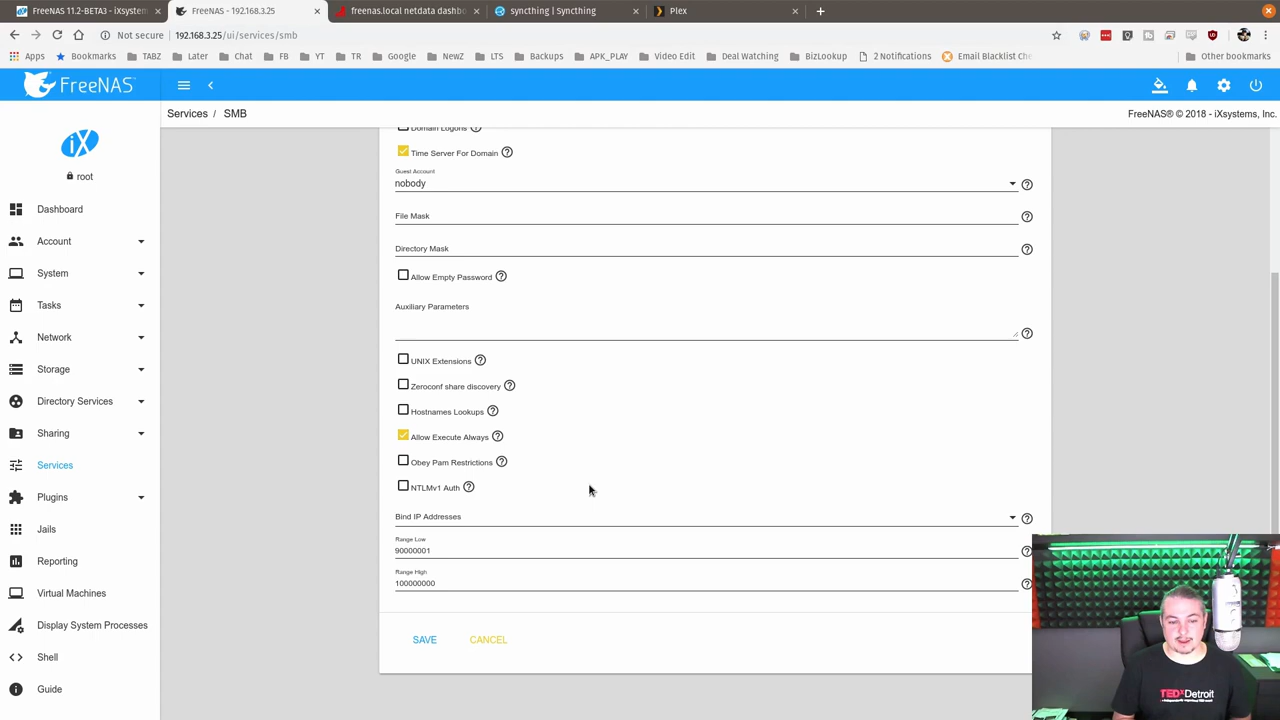 FreeNAS 11.2-BETA3 - iXsystem
FreeNAS - 192.168.3.25
freenas.local netdata dashbo
syncthing | Syncthing
Plex
Not secure
192.168.3.25/ui/services/smb
Apps
Bookmarks
TABZ
Later
Chat
FB
YT
TR
Google
NewZ
LTS
Backups
APK_PLAY
Video Edit
Deal Watching
BizLookup
2 Notifications
Email Blacklist Che
Other bookmarks
FreeNAS®
Services / SMB
FreeNAS® © 2018 - iXsystems, Inc.
iX
root
Dashboard
Account
System
Tasks
Network
Storage
Directory Services
Sharing
Services
Plugins
Jails
Reporting
Virtual Machines
Display System Processes
Shell
Guide
Domain Logons
Time Server For Domain
Guest Account
nobody
File Mask
Directory Mask
Allow Empty Password
Auxiliary Parameters
UNIX Extensions
Zeroconf share discovery
Hostnames Lookups
Allow Execute Always
Obey Pam Restrictions
NTLMv1 Auth
Bind IP Addresses
Range Low
90000001
Range High
100000000
SAVE
CANCEL
TEDxDetroit